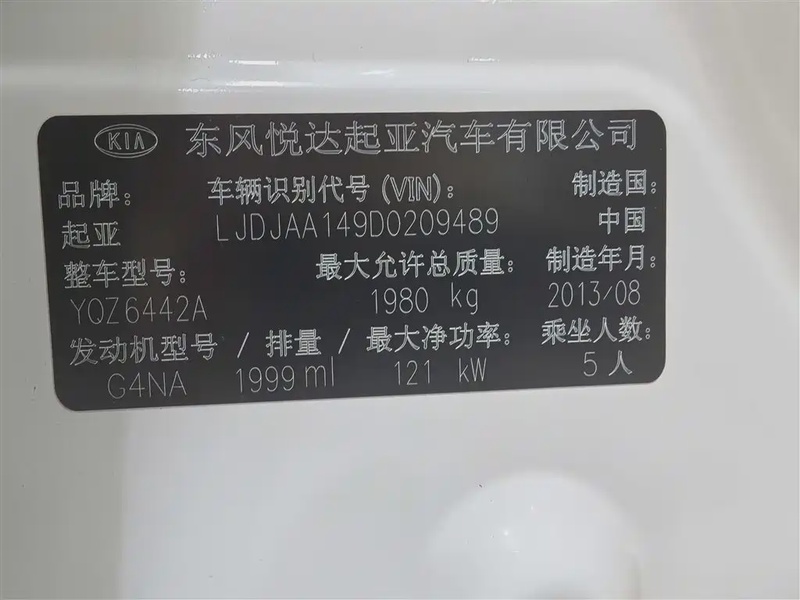 KIA 东风悦达起亚汽车有限公司
品牌: 车辆识别代号 (VIN): 制造国:
起亚 LJDJAA149D0209489 中国
整车型号: 最大允许总质量: 制造年月:
YQZ6442A 1980 kg 2013/08
发动机型号 / 排量 / 最大净功率: 乘坐人数:
G4NA 1999 ml 121 kW 5 人